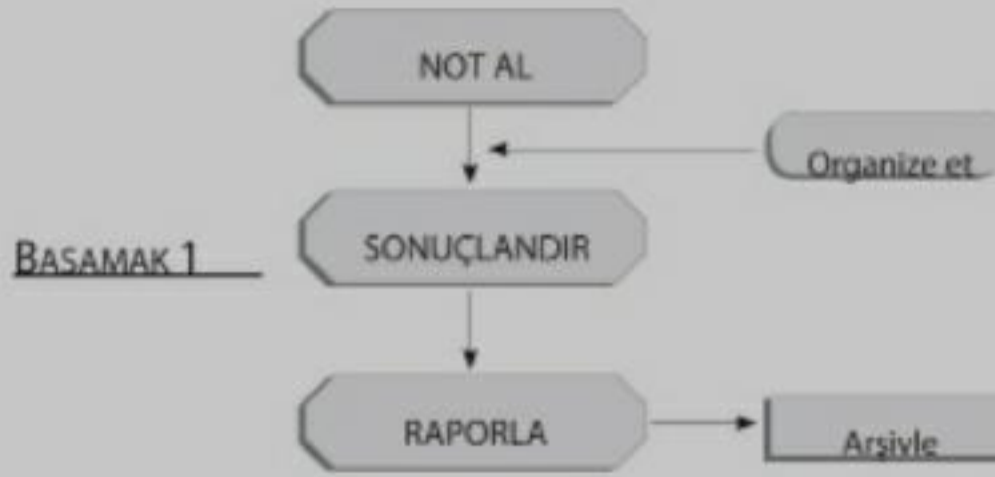 NOT AL
Organize et
SONUÇLANDIR
BASAMAK 1
RAPORLA
Arşivle